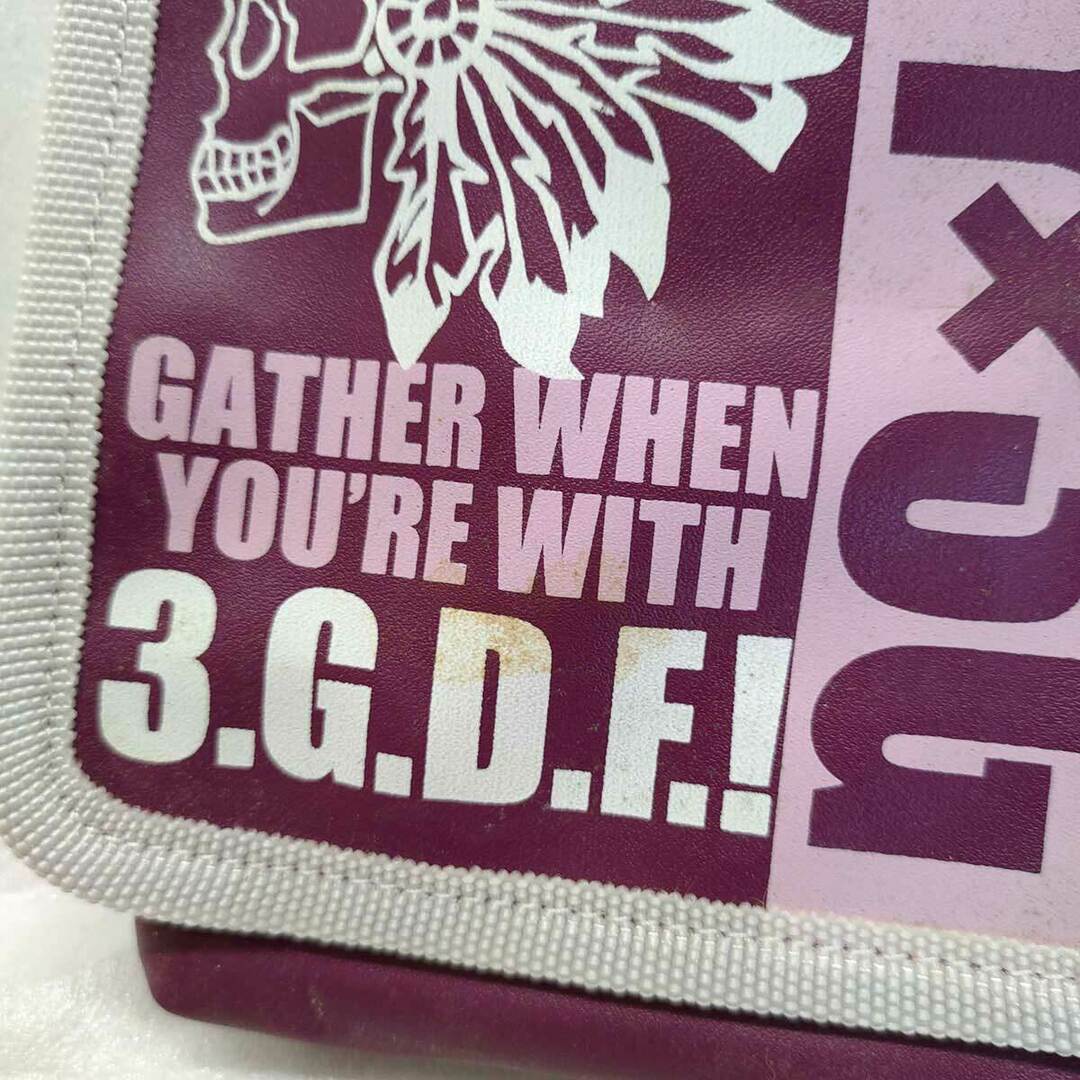 GATHER WHEN
YOU'RE WITH
3.G.D.F.!